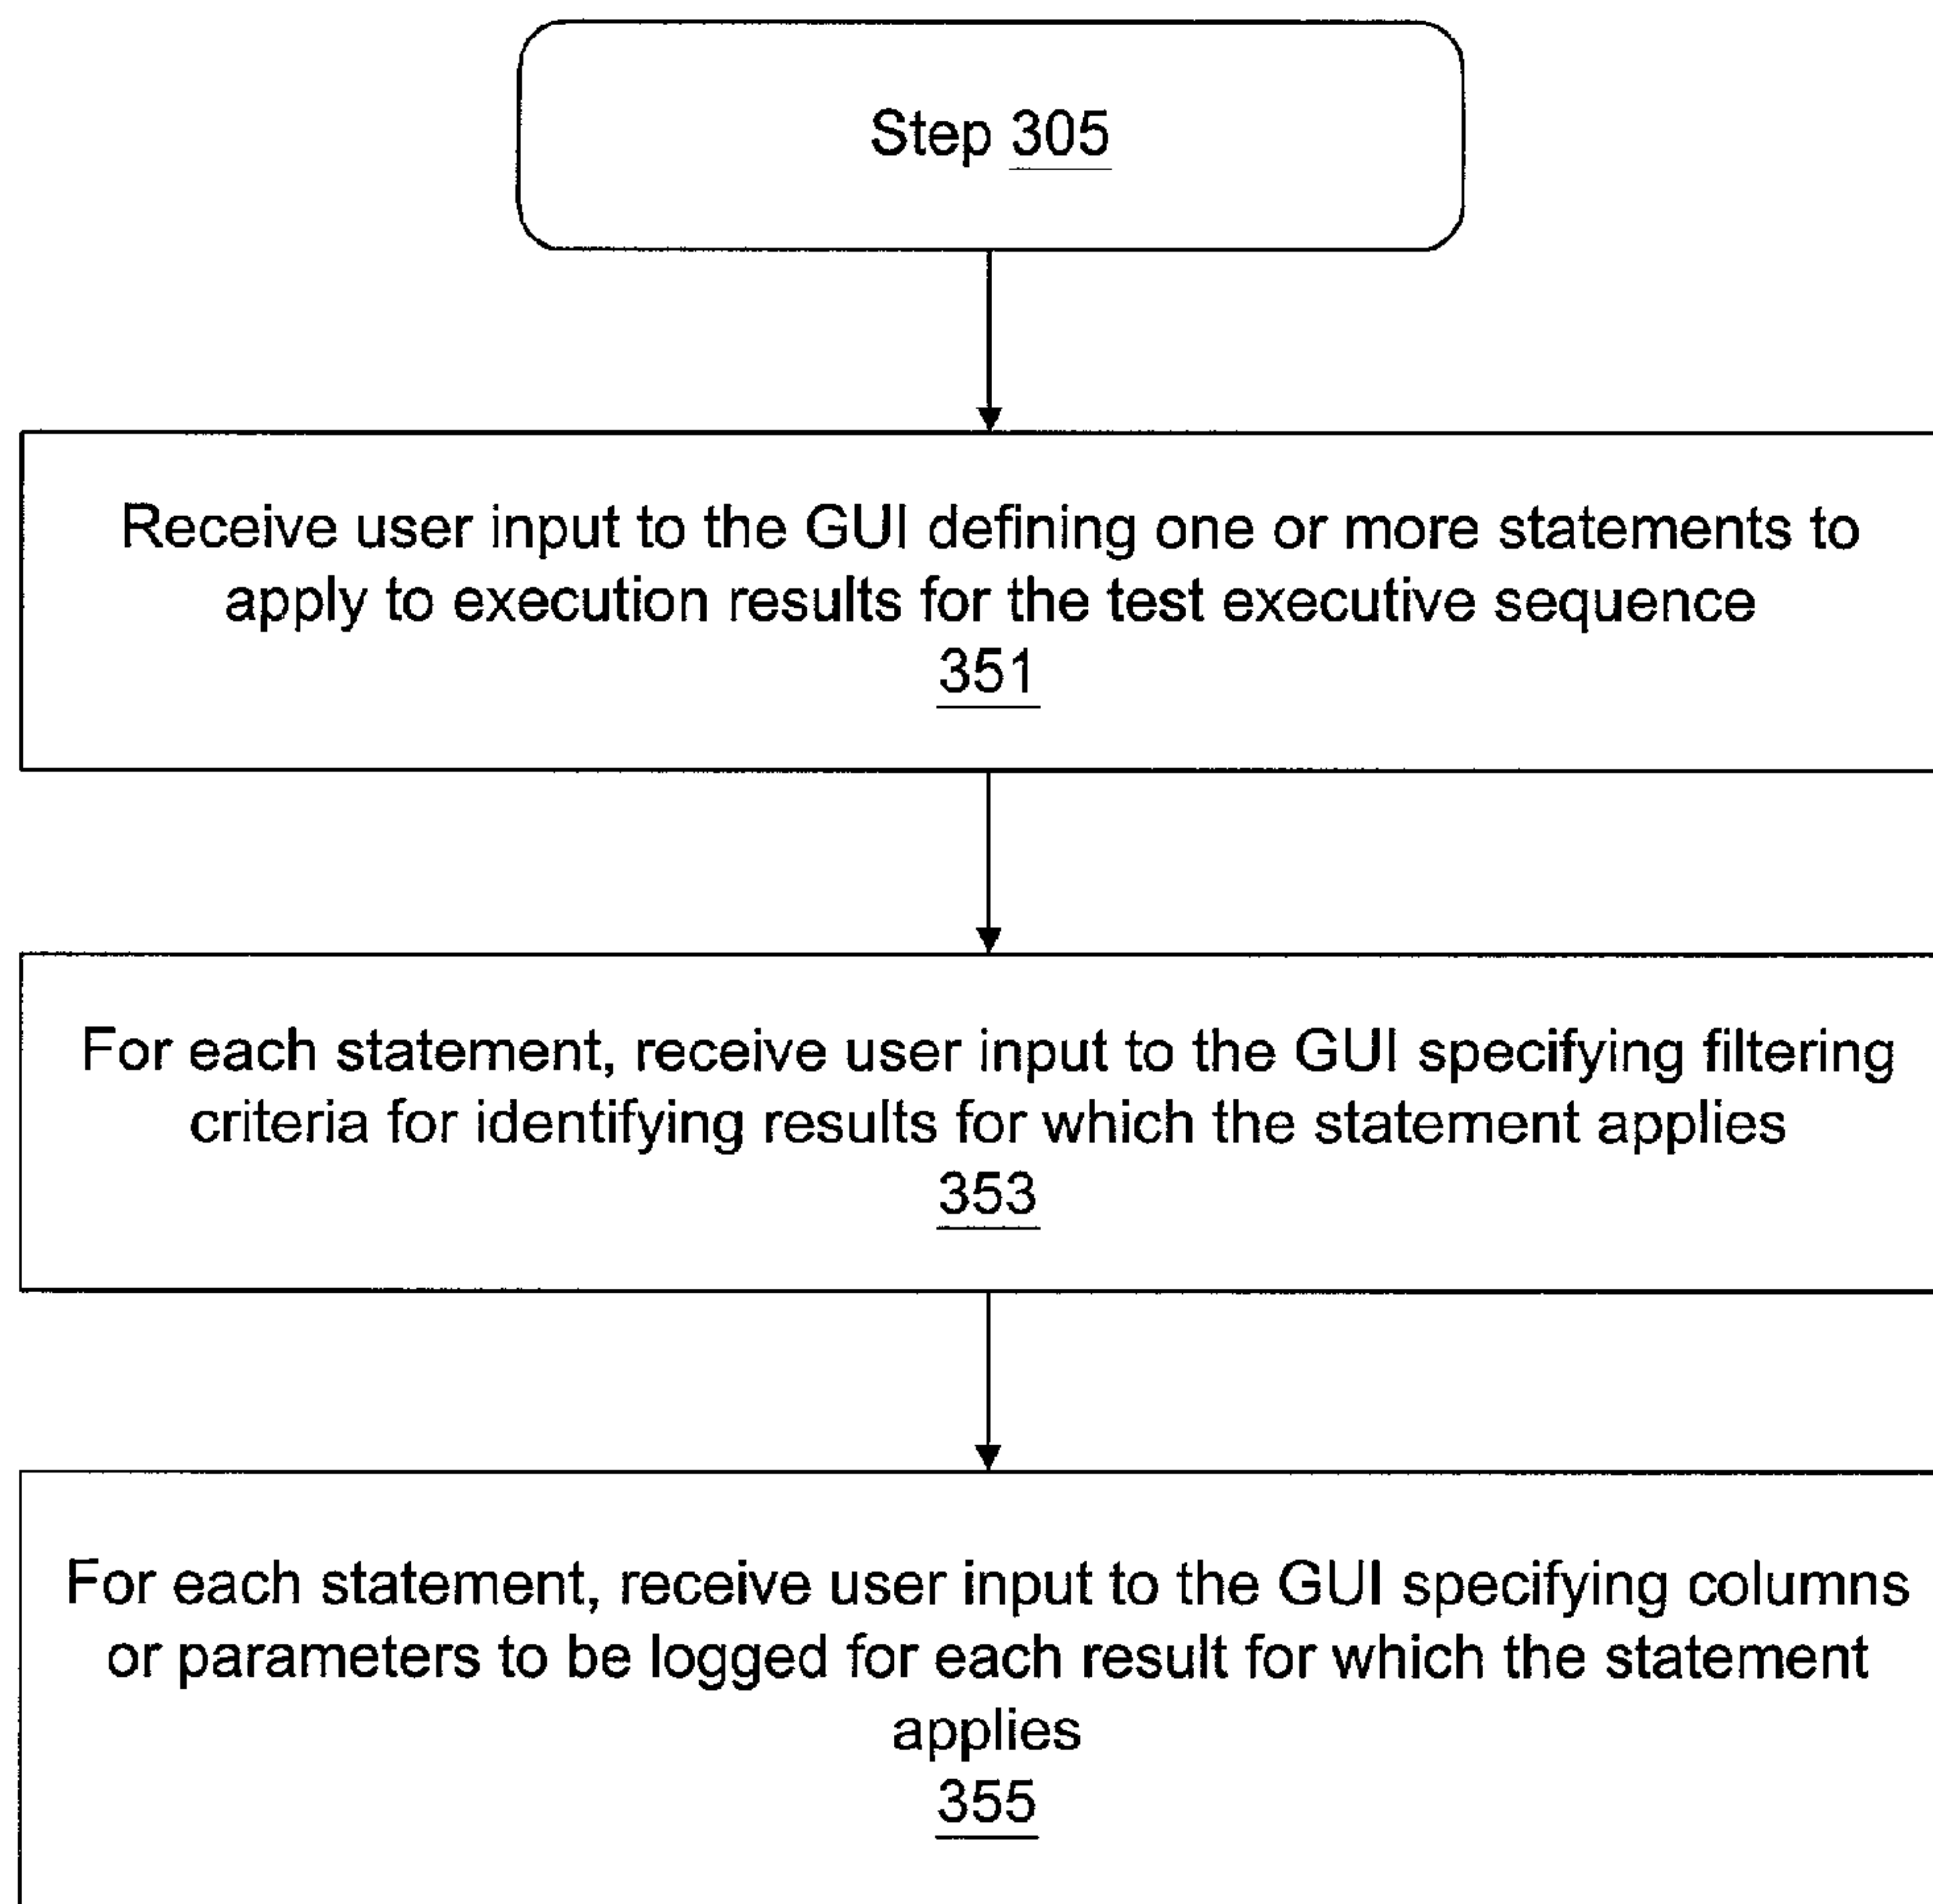 Step 305
Receive user input to the GUI defining one or more statements to
apply to execution results for the test executive sequence
351
For each statement, receive user input to the GUI specifying filtering
criteria for identifying results for which the statement applies
353
For each statement, receive user input to the GUI specifying columns
or parameters to be logged for each result for which the statement
applies
355